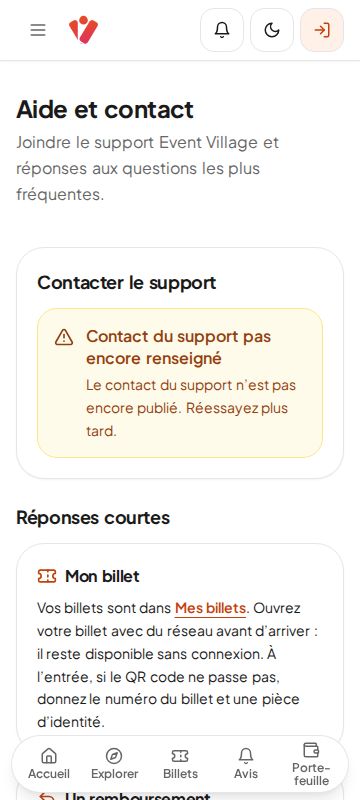 Aide et contact
Joindre le support Event Village et
réponses aux questions les plus
fréquentes.
Contacter le support
Contact du support pas
encore renseigné
Le contact du support n’est pas
encore publié. Réessayez plus
tard.
Réponses courtes
Mon billet
Vos billets sont dans Mes billets. Ouvrez
votre billet avec du réseau avant d’arriver :
il reste disponible sans connexion. À
l’entrée, si le QR code ne passe pas,
donnez le numéro du billet et une pièce
d’identité.
Un remboursement
Accueil
Explorer
Billets
Avis
Porte-
feuille